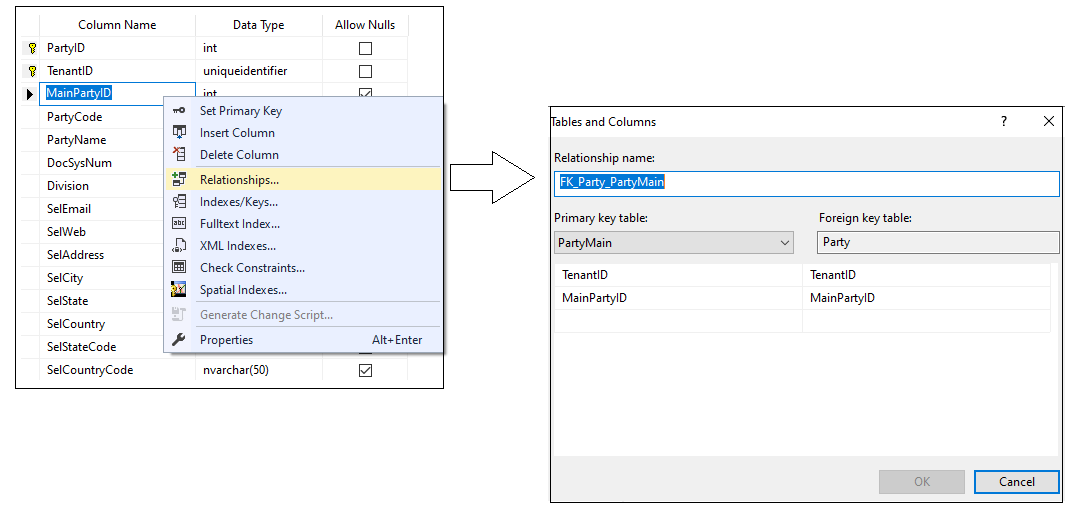 Column Name Data Type Allow Nulls
PartyID int
TenantID uniqueidentifier
MainPartyID int
PartyCode
PartyName
DocSysNum
Division
SelEmail
SelWeb
SelAddress
SelCity
SelState
SelCountry
SelStateCode
SelCountryCode nvarchar(50)
Set Primary Key
Insert Column
Delete Column
Relationships...
Indexes/Keys...
Fulltext Index...
XML Indexes...
Check Constraints...
Spatial Indexes...
Generate Change Script...
Properties Alt+Enter
Tables and Columns ?
Relationship name:
FK_Party_PartyMain
Primary key table: Foreign key table:
PartyMain Party
TenantID TenantID
MainPartyID MainPartyID
OK Cancel